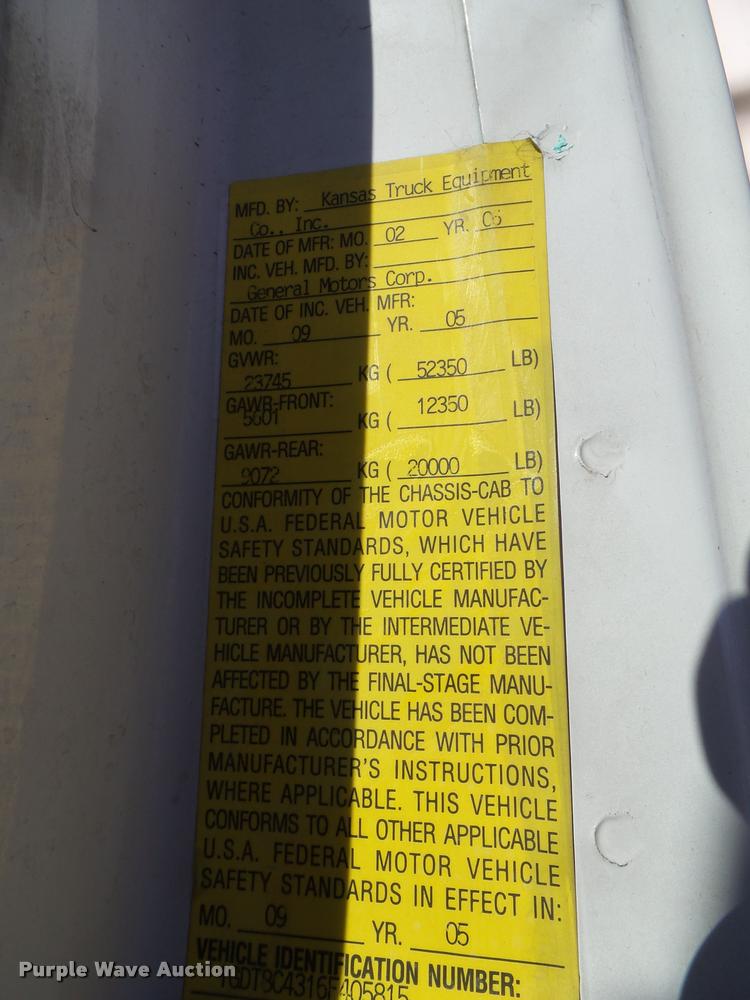 MFD. BY: Kansas Truck Equipment
Co., Inc.
DATE OF MFR: MO. 02 YR. 06
INC. VEH. MFD. BY:
General Motors Corp.
DATE OF INC. VEH. MFR:
MO. 09 YR. 05
GVWR:
23745 KG ( 52350 LB)
GAWR-FRONT:
5601 KG ( 12350 LB)
GAWR-REAR:
9072 KG ( 20000 LB)
CONFORMITY OF THE CHASSIS-CAB TO
U.S.A. FEDERAL MOTOR VEHICLE
SAFETY STANDARDS, WHICH HAVE
BEEN PREVIOUSLY FULLY CERTIFIED BY
THE INCOMPLETE VEHICLE MANUFAC-
TURER OR BY THE INTERMEDIATE VE-
HICLE MANUFACTURER, HAS NOT BEEN
AFFECTED BY THE FINAL-STAGE MANU-
FACTURE. THE VEHICLE HAS BEEN COM-
PLETED IN ACCORDANCE WITH PRIOR
MANUFACTURER'S INSTRUCTIONS,
WHERE APPLICABLE. THIS VEHICLE
CONFORMS TO ALL OTHER APPLICABLE
U.S.A. FEDERAL MOTOR VEHICLE
SAFETY STANDARDS IN EFFECT IN:
MO. 09 YR. 05
VEHICLE IDENTIFICATION NUMBER:
Purple Wave Auction